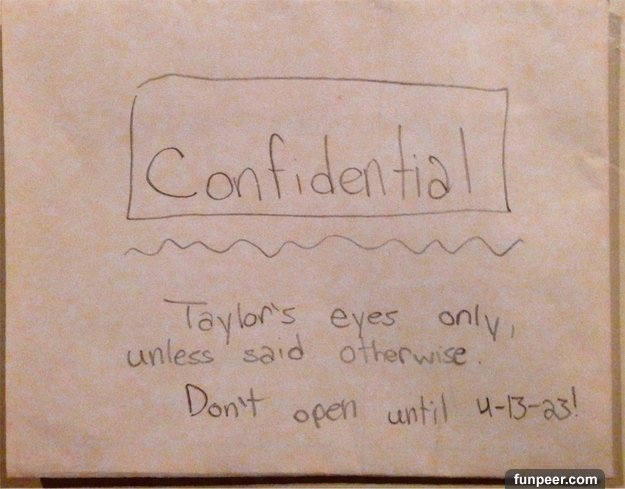 Confidential
Taylor's eyes only,
unless said otherwise.
Don't open until 4-13-23!
funpeer.com